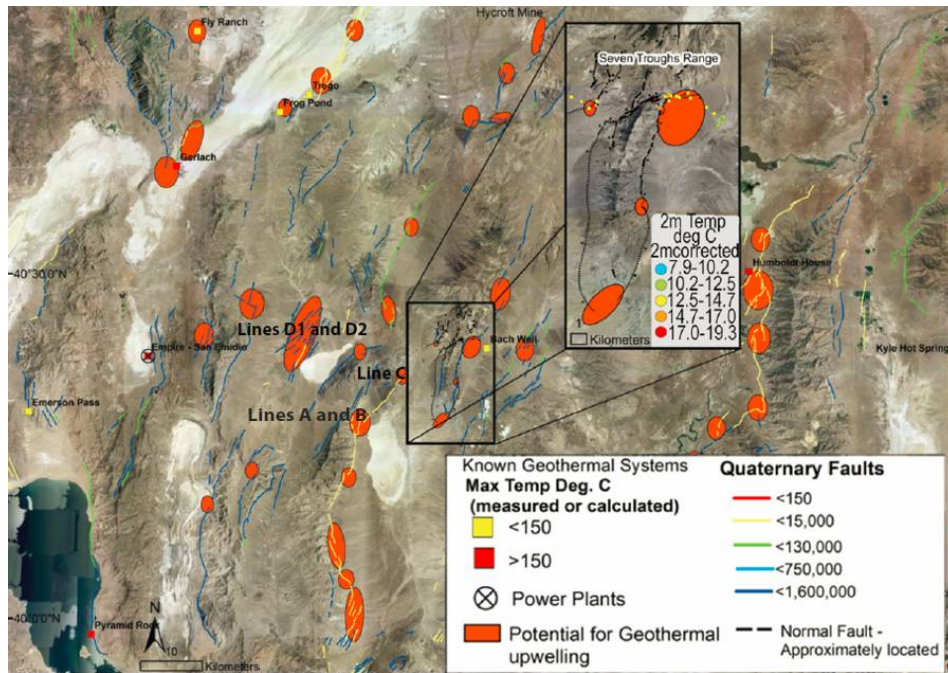 Hycroft Mine
Fly Ranch
Seven Troughs Range
Trego
Frog Pond
Gerlach
2m Temp
deg C
2mcorrected
7.9-10.2
10.2-12.5
12.5-14.7
14.7-17.0
17.0-19.3
1
Kilometers
40°30'0"N
Humboldt House
Lines D1 and D2
Bach Well
Empire - San Emidio
Kyle Hot Spring
Line C
Emerson Pass
Lines A and B
Known Geothermal Systems
Max Temp Deg. C
(measured or calculated)
<150
>150
Power Plants
Potential for Geothermal
upwelling
Quaternary Faults
<150
<15,000
<130,000
<750,000
<1,600,000
Normal Fault -
Approximately located
40°0'0"N
Pyramid Rock
N
10
Kilometers